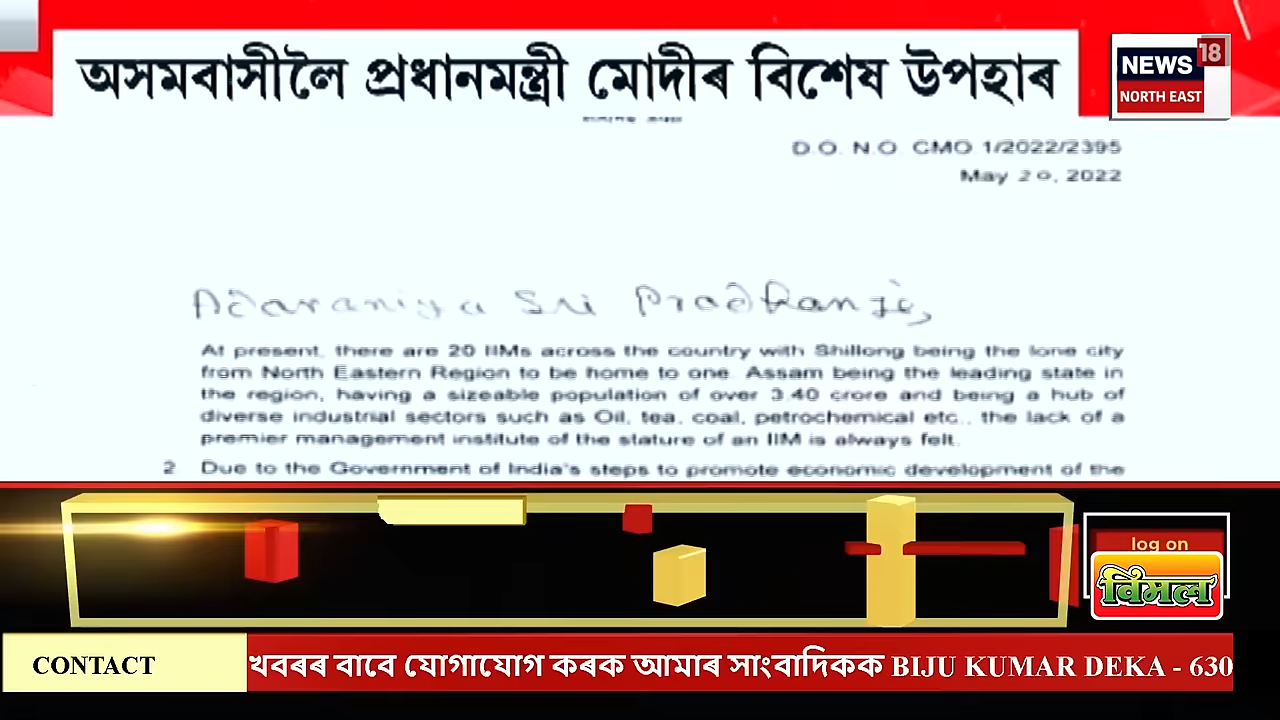 অসমবাসীলৈ প্ৰধানমন্ত্ৰী মোদীৰ বিশেষ উপহাৰ
NEWS 18
NORTH EAST
D.O. N.O CMO 1/2022/2395
May 20, 2022
Adaraniya Sri Pradhanji,
At present, there are 20 IIMs across the country with Shillong being the lone city
from North Eastern Region to be home to one. Assam being the leading state in
the region, having a sizeable population of over 3.40 crore and being a hub of
diverse industrial sectors such as Oil, tea, coal, petrochemical etc., the lack of a
premier management institute of the stature of an IIM is always felt.
2 Due to the Government of India's steps to promote economic development of the
log on
विमल
CONTACT
খবৰৰ বাবে যোগাযোগ কৰক আমাৰ সাংবাদিকক BIJU KUMAR DEKA - 630